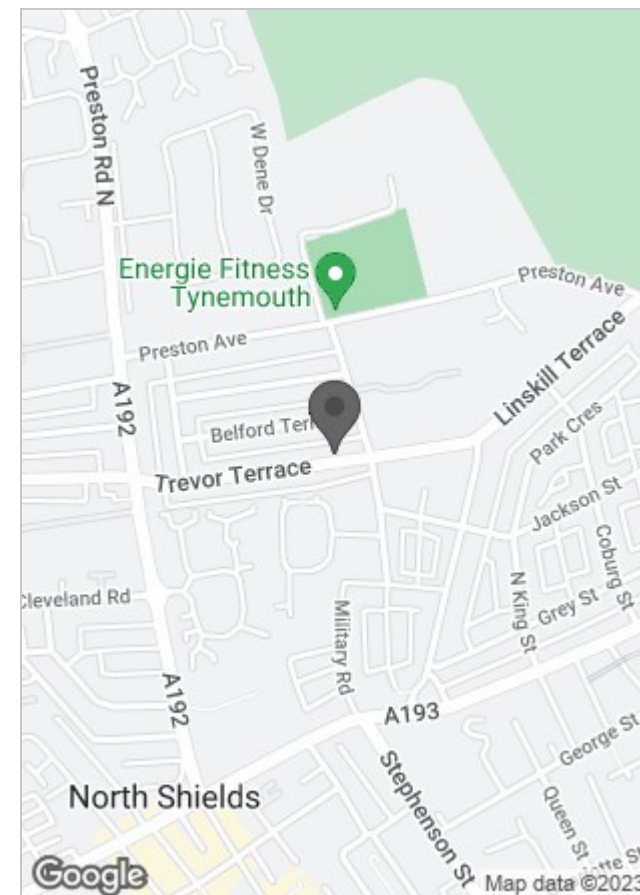 Preston Rd N
W Dene Dr
Energie Fitness
Tynemouth
Preston Ave
Preston Ave
Linskill Terrace
A192
Belford
Trevor Terrace
Park Cres
Jackson St
Coburg St
N King St
Grey St
Cleveland Rd
Military Rd
A192
A193
George St
Stephenson St
Queen St
North Shields
Google
Map data ©2023